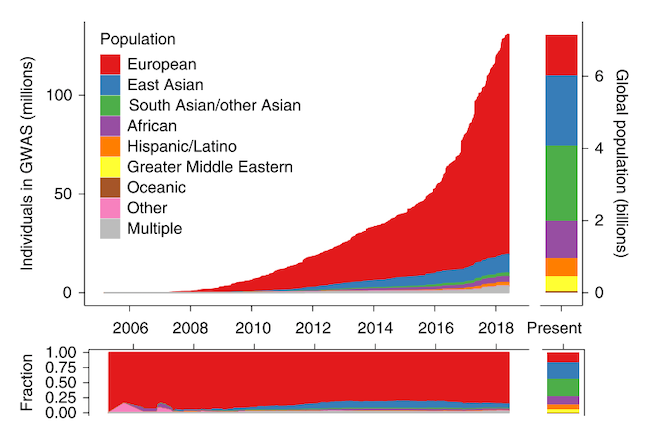 Population
European
East Asian
South Asian/other Asian
African
Hispanic/Latino
Greater Middle Eastern
Oceanic
Other
Multiple
Individuals in GWAS (millions)
100
50
0
6
4
2
0
Global population (billions)
2006 2008 2010 2012 2014 2016 2018 Present
Fraction
1.00
0.75
0.50
0.25
0.00